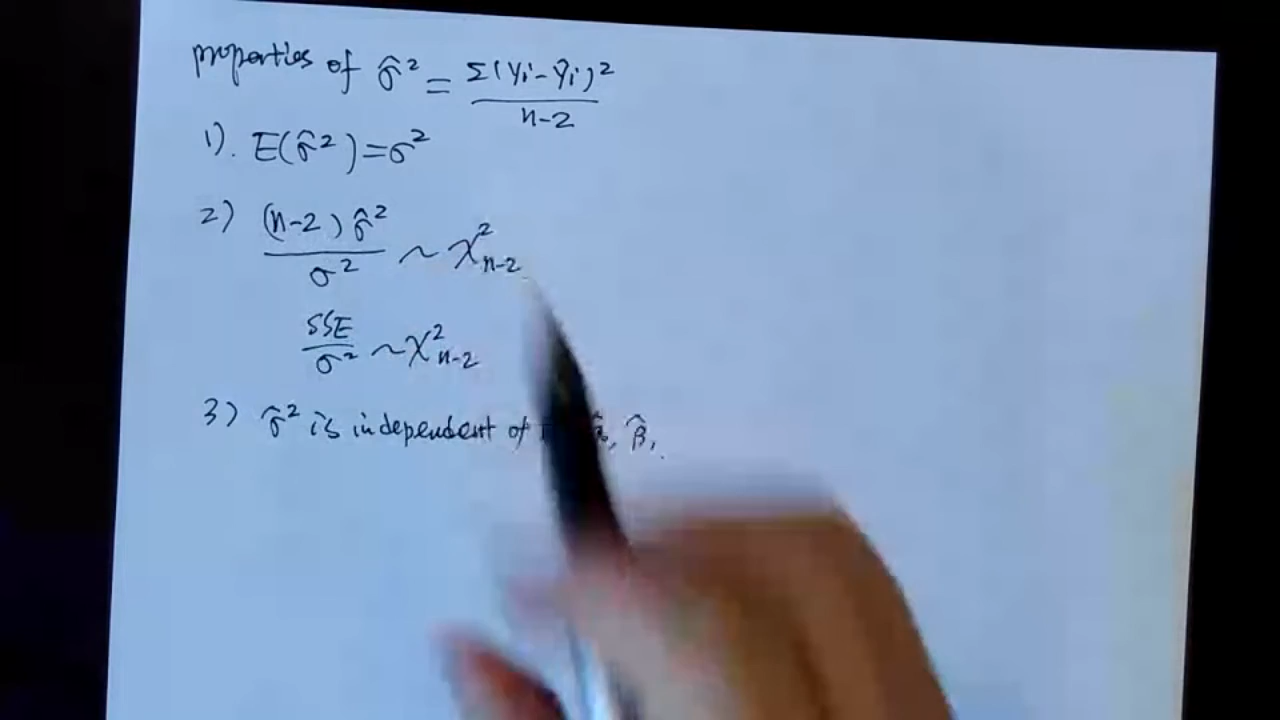 properties of σ̂² = Σ(yi - ŷi)² / n-2
1). E(σ̂²) = σ²
2) (n-2) σ̂² / σ² ~ χ²n-2
SSE / σ² ~ χ²n-2
3) σ̂² is independent of β̂₁.